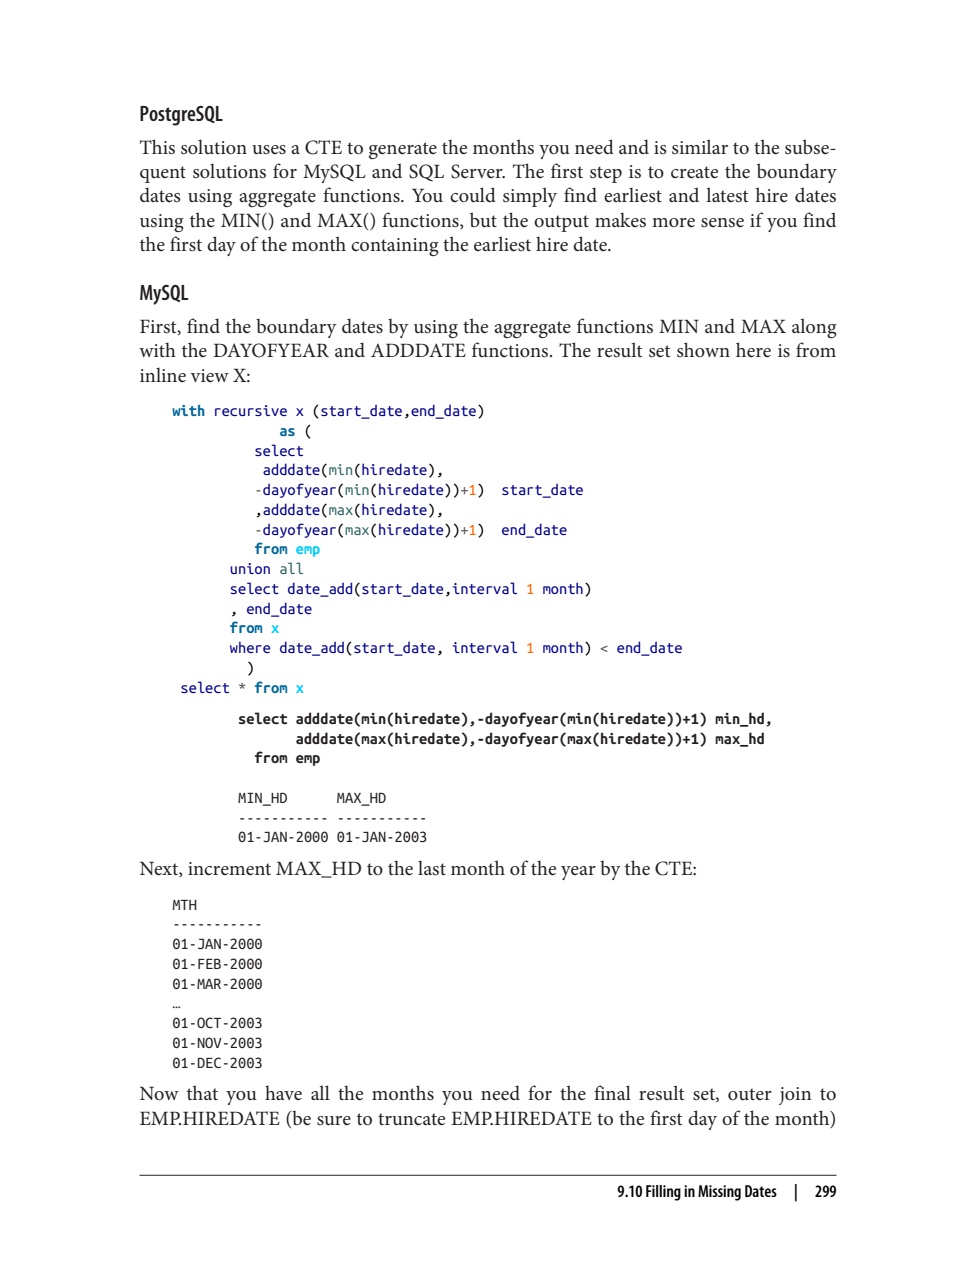 PostgreSQL
This solution uses a CTE to generate the months you need and is similar to the subse-
quent solutions for MySQL and SQL Server. The first step is to create the boundary
dates using aggregate functions. You could simply find earliest and latest hire dates
using the MIN() and MAX() functions, but the output makes more sense if you find
the first day of the month containing the earliest hire date.
MySQL
First, find the boundary dates by using the aggregate functions MIN and MAX along
with the DAYOFYEAR and ADDDATE functions. The result set shown here is from
inline view X:
with recursive x (start_date,end_date)
as (
select
adddate(min(hiredate),
-dayofyear(min(hiredate))+1)  start_date
,adddate(max(hiredate),
-dayofyear(max(hiredate))+1)  end_date
from emp
union all
select date_add(start_date,interval 1 month)
, end_date
from x
where date_add(start_date, interval 1 month) < end_date
)
select * from x
select adddate(min(hiredate),-dayofyear(min(hiredate))+1) min_hd,
adddate(max(hiredate),-dayofyear(max(hiredate))+1) max_hd
from emp
MIN_HD      MAX_HD
----------- -----------
01-JAN-2000 01-JAN-2003
Next, increment MAX_HD to the last month of the year by the CTE:
MTH
-----------
01-JAN-2000
01-FEB-2000
01-MAR-2000
…
01-OCT-2003
01-NOV-2003
01-DEC-2003
Now that you have all the months you need for the final result set, outer join to
EMP.HIREDATE (be sure to truncate EMP.HIREDATE to the first day of the month)
9.10 Filling in Missing Dates | 299